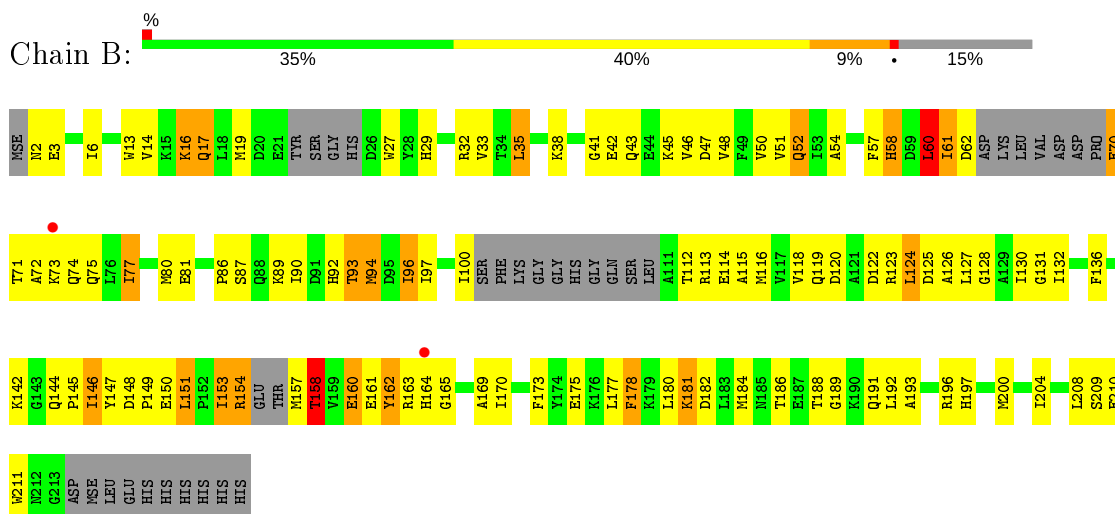 %
Chain B:
35% 40% 9% • 15%
MSE N2 E3 I6 W13 V14 K15 K16 Q17 L18 M19 D20 E21 TYR SER GLY HIS D26 W27 Y28 H29 R32 V33 T34 L35 K38 G41 E42 Q43 E44 K45 V46 D47 V48 F49 V50 V51 Q52 I53 A54 F57 H58 D59 L60 I61 D62 ASP LYS LEU VAL ASP ASP PRO E70
T71 A72 K73 Q74 Q75 L76 I77 M80 E81 P86 S87 Q88 K89 I90 D91 H92 T93 M94 D95 I96 I97 I100 SER PHE LYS GLY GLY HIS GLY GLN SER LEU A111 T112 R113 E114 A115 M116 V117 V118 Q119 D120 A121 D122 R123 L124 D125 A126 L127 G128 A129 I130 G131 I132 F136
K142 G143 Q144 P145 I146 Y147 D148 P149 E150 L151 P152 I153 R154 GLU THR M157 T158 V159 E160 E161 Y162 R163 H164 G165 A169 I170 F173 Y174 E175 K176 L177 F178 K179 L180 K181 D182 L183 M184 N185 T186 E187 T188 G189 K190 Q191 L192 A193 R196 H197 M200 I204 L208 S209 E210
W211 N212 G213 ASP MSE LEU GLU HIS HIS HIS HIS HIS HIS